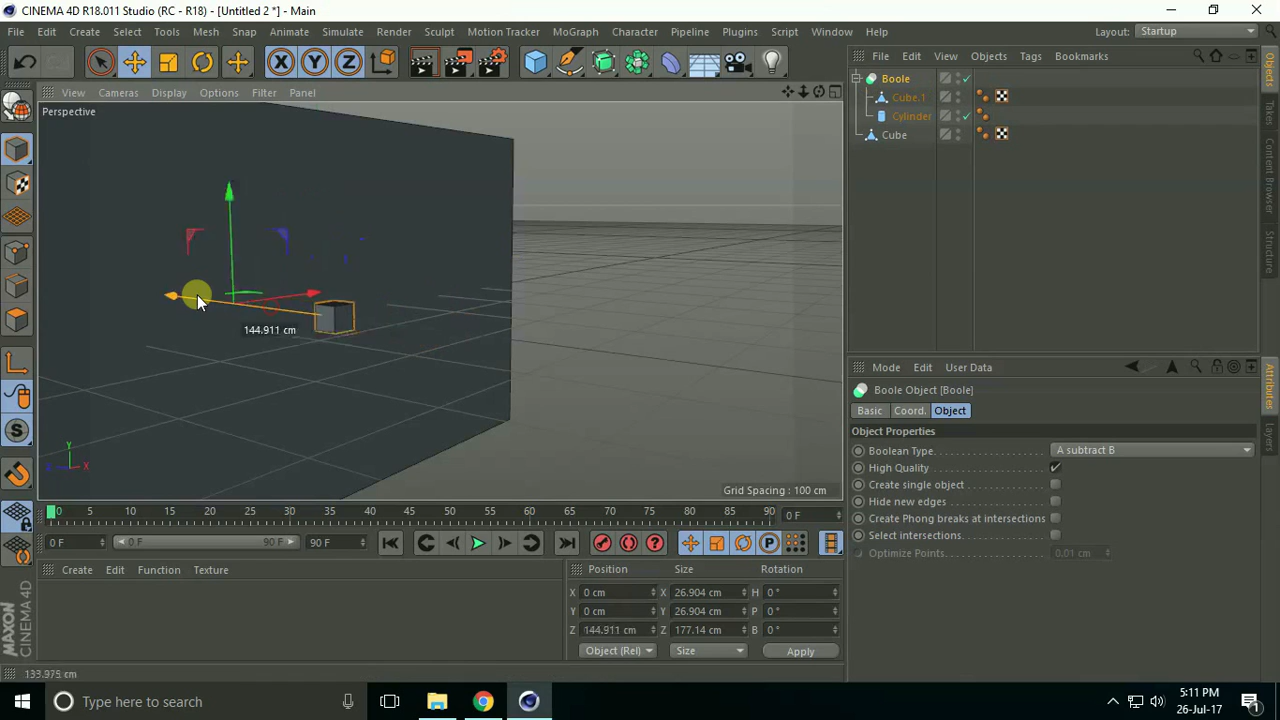 CINEMA 4D R18.011 Studio (RC - R18) - [Untitled 2 *] - Main
File Edit Create Select Tools Mesh Snap Animate Simulate Render Sculpt Motion Tracker MoGraph Character Pipeline Plugins Script Window Help Layout: Startup
X Y Z
File Edit View Objects Tags Bookmarks
View Cameras Display Options Filter Panel
Perspective
Boole
Cube.1
Cylinder
Cube
144.911 cm
Y
Z X
Grid Spacing : 100 cm
Objects
Takes
Content Browser
Structure
Mode Edit User Data
Boole Object [Boole]
Basic Coord. Object
Object Properties
Boolean Type A subtract B
High Quality
Create single object
Hide new edges
Create Phong breaks at intersections
Select intersections
Optimize Points 0.01 cm
Attributes
Layers
0 5 10 15 20 25 30 35 40 45 50 55 60 65 70 75 80 85 90 0 F
0 F 0 F 90 F 90 F
Create Edit Function Texture
Position Size Rotation
X 0 cm X 26.904 cm H 0 °
Y 0 cm Y 26.904 cm P 0 °
Z 144.911 cm Z 177.14 cm B 0 °
Object (Rel) Size Apply
MAXON
CINEMA 4D
133.975 cm
Type here to search
5:11 PM
26-Jul-17